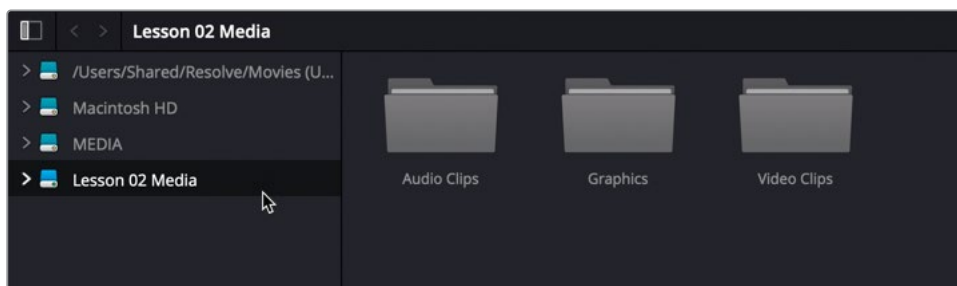 Lesson 02 Media
/Users/Shared/Resolve/Movies (U...
Macintosh HD
MEDIA
Lesson 02 Media
Audio Clips
Graphics
Video Clips